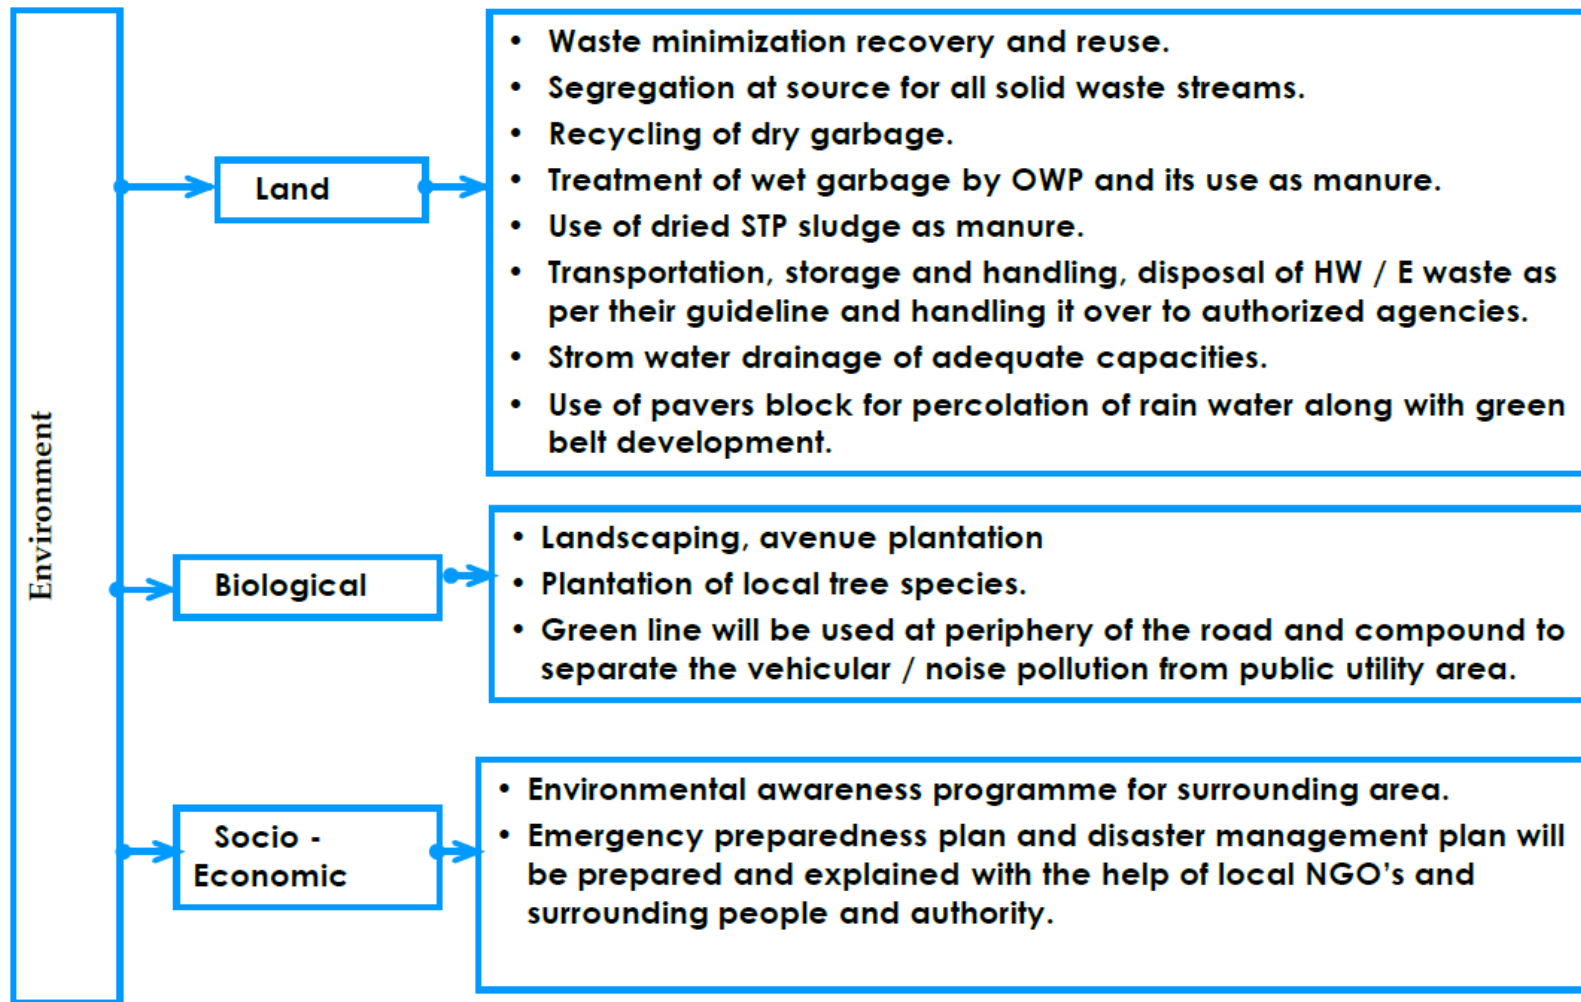 Environment
Land
• Waste minimization recovery and reuse.
• Segregation at source for all solid waste streams.
• Recycling of dry garbage.
• Treatment of wet garbage by OWP and its use as manure.
• Use of dried STP sludge as manure.
• Transportation, storage and handling, disposal of HW / E waste as
per their guideline and handling it over to authorized agencies.
• Strom water drainage of adequate capacities.
• Use of pavers block for percolation of rain water along with green
belt development.
Biological
• Landscaping, avenue plantation
• Plantation of local tree species.
• Green line will be used at periphery of the road and compound to
separate the vehicular / noise pollution from public utility area.
Socio -
Economic
• Environmental awareness programme for surrounding area.
• Emergency preparedness plan and disaster management plan will
be prepared and explained with the help of local NGO’s and
surrounding people and authority.